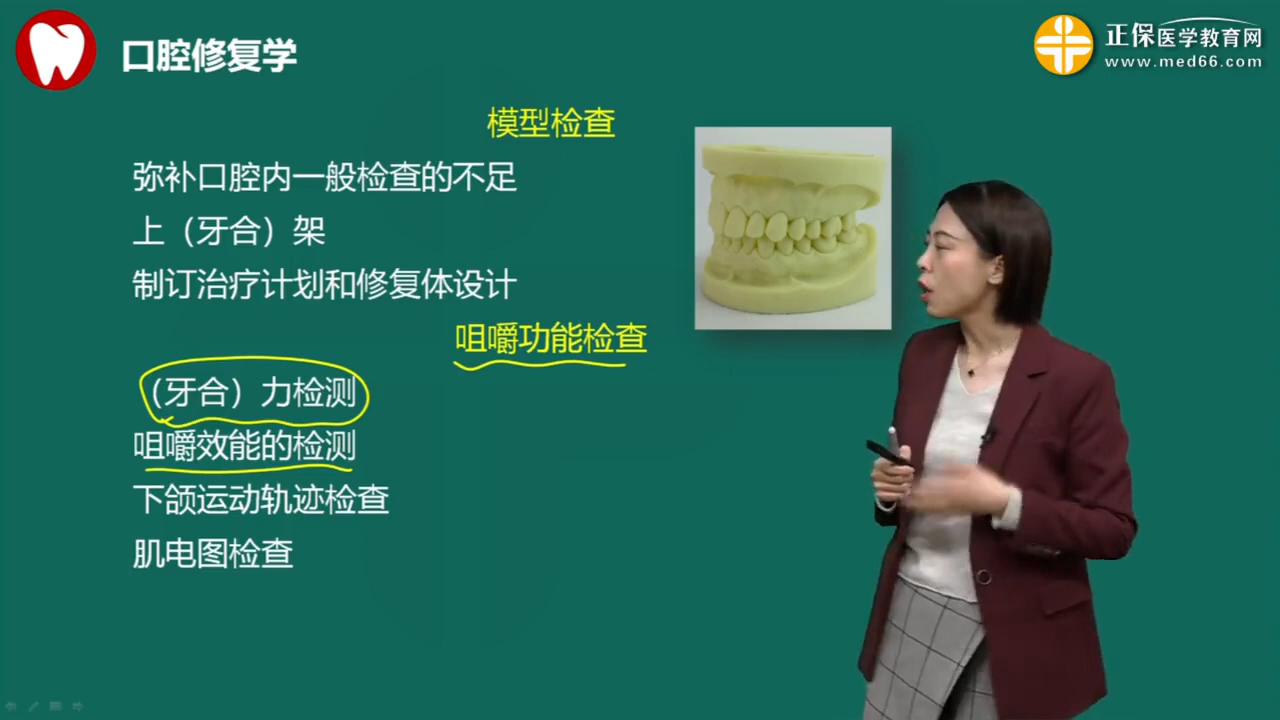 口腔修复学
正保医学教育网
www.med66.com
模型检查
弥补口腔内一般检查的不足
上（牙合）架
制订治疗计划和修复体设计
咀嚼功能检查
（牙合）力检测
咀嚼效能的检测
下颌运动轨迹检查
肌电图检查